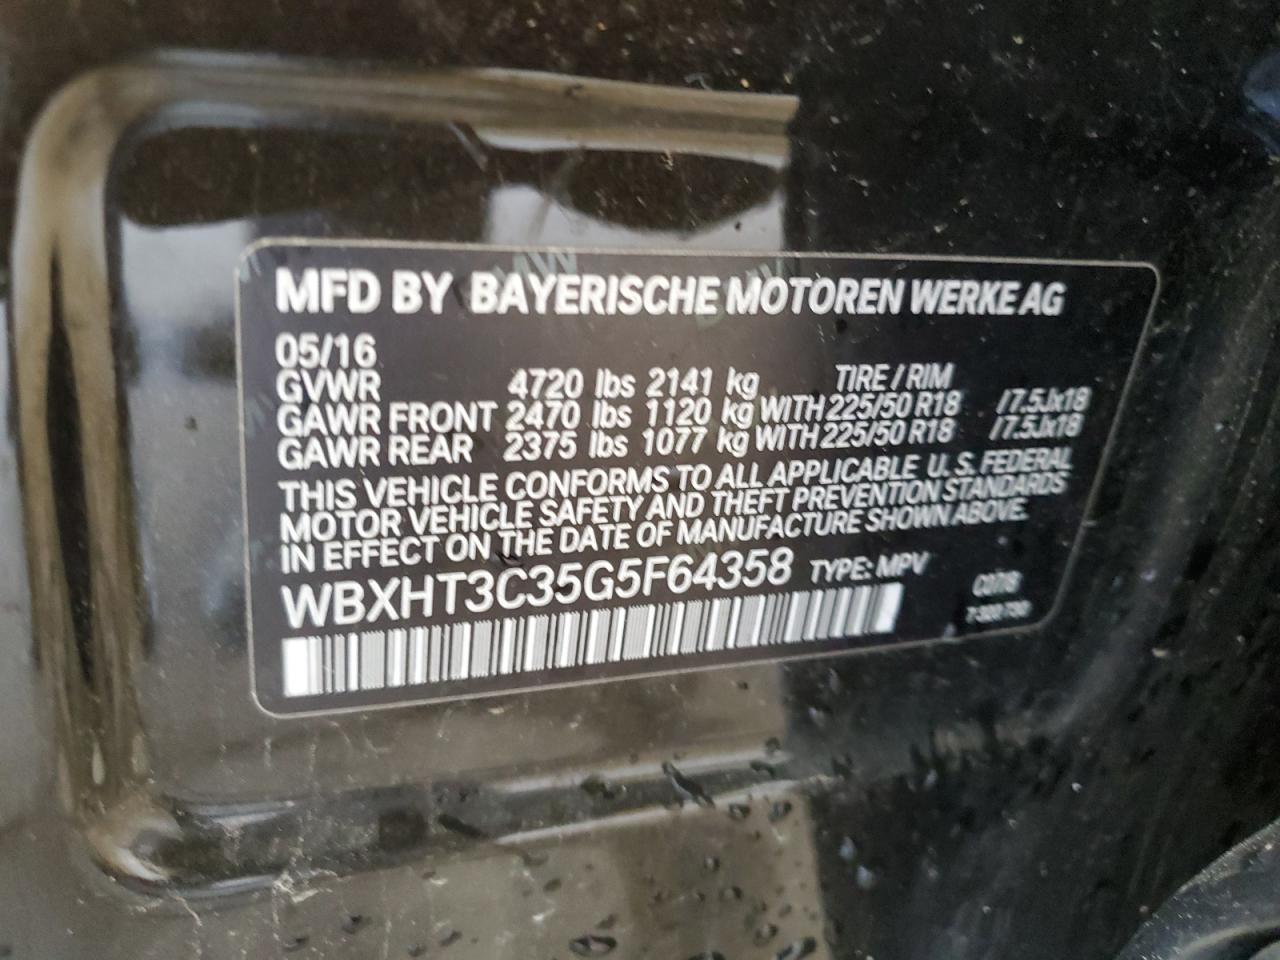 MFD BY BAYERISCHE MOTOREN WERKE AG
05/16
GVWR 4720 lbs 2141 kg TIRE / RIM
GAWR FRONT 2470 lbs 1120 kg WITH 225/50 R18 /7.5Jx18
GAWR REAR 2375 lbs 1077 kg WITH 225/50 R18 /7.5Jx18
THIS VEHICLE CONFORMS TO ALL APPLICABLE U.S. FEDERAL
MOTOR VEHICLE SAFETY AND THEFT PREVENTION STANDARDS
IN EFFECT ON THE DATE OF MANUFACTURE SHOWN ABOVE.
WBXHT3C35G5F64358 TYPE: MPV